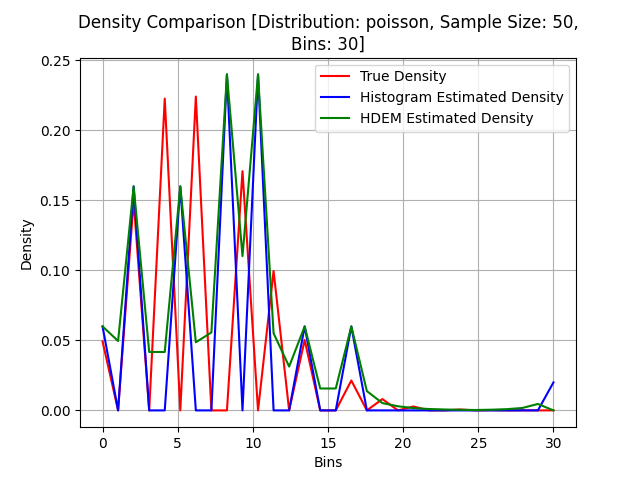 Density Comparison [Distribution: poisson, Sample Size: 50,
Bins: 30]
True Density
Histogram Estimated Density
HDEM Estimated Density
Density
0.25
0.20
0.15
0.10
0.05
0.00
0 5 10 15 20 25 30
Bins